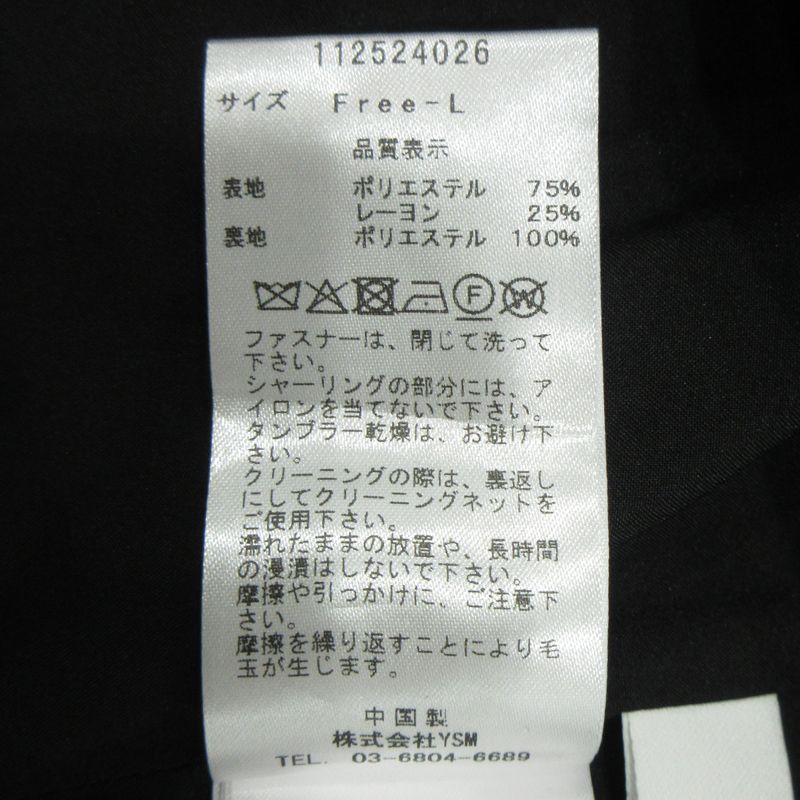 112524026
サイズ Free-L
品質表示
表地 ポリエステル 75%
レーヨン 25%
裏地 ポリエステル 100%
F W
ファスナーは、閉じて洗って
下さい。
シャーリングの部分には、ア
イロンを当てないで下さい。
タンブラー乾燥は、お避け下
さい。
クリーニングの際は、裏返し
にしてクリーニングネットを
ご使用下さい。
濡れたままの放置や、長時間
の浸漬はしないで下さい。
摩擦や引っかけに、ご注意下
さい。
摩擦を繰り返すことにより毛
玉が生じます。
中国製
株式会社YSM
TEL. 03-6804-6689